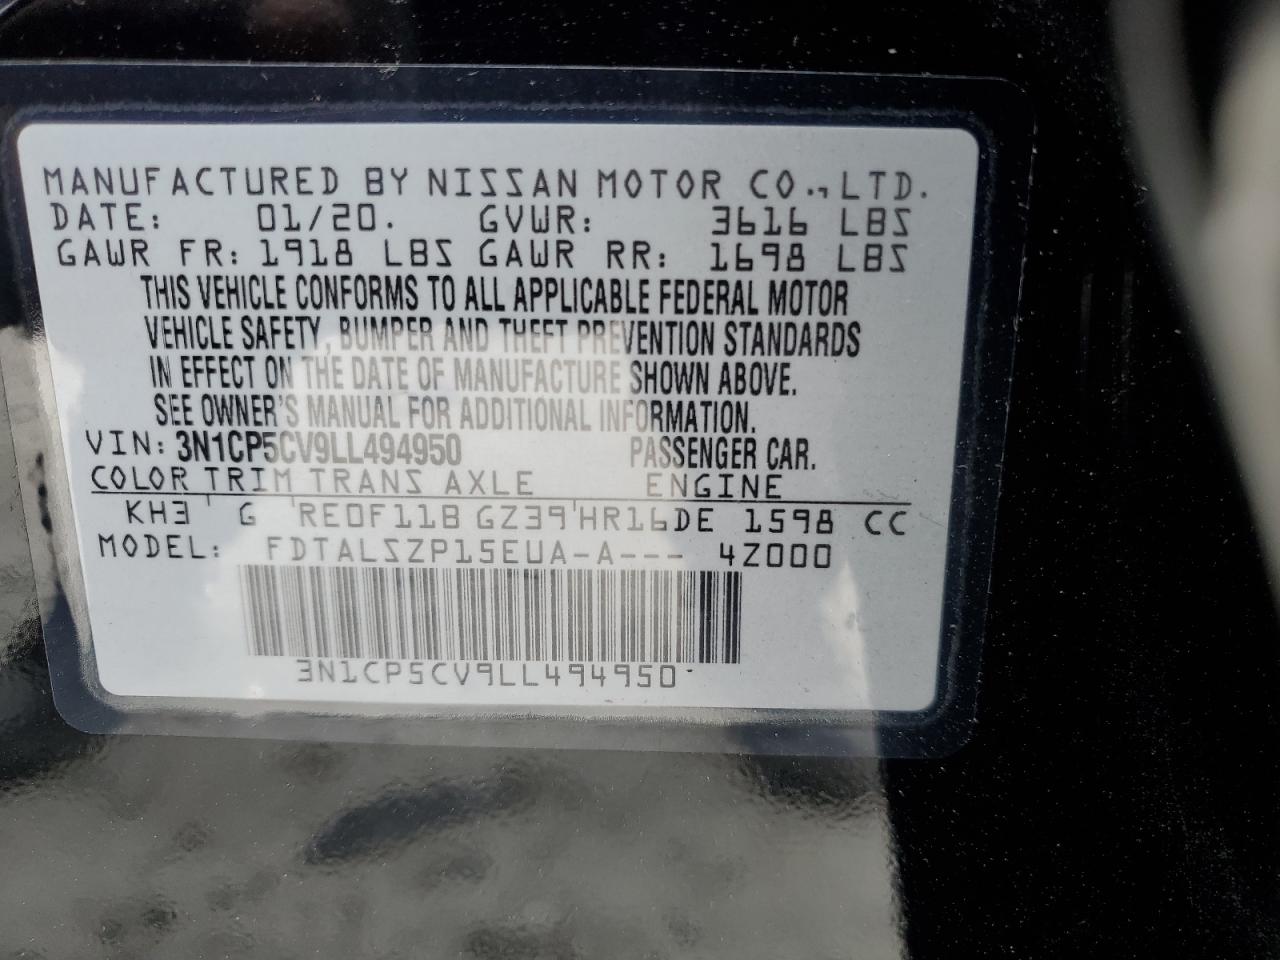 MANUFACTURED BY NISSAN MOTOR CO., LTD.
DATE: 01/20. GVWR: 3616 LBS
GAWR FR: 1918 LBS GAWR RR: 1698 LBS
THIS VEHICLE CONFORMS TO ALL APPLICABLE FEDERAL MOTOR
VEHICLE SAFETY, BUMPER AND THEFT PREVENTION STANDARDS
IN EFFECT ON THE DATE OF MANUFACTURE SHOWN ABOVE.
SEE OWNER'S MANUAL FOR ADDITIONAL INFORMATION.
VIN: 3N1CP5CV9LL494950 PASSENGER CAR.
COLOR TRIM TRANS AXLE ENGINE
KH3 G RE0F11B GZ39 HR16DE 1598 CC
MODEL: FDTALSZP15EUA-A--- 4Z000
3N1CP5CV9LL494950